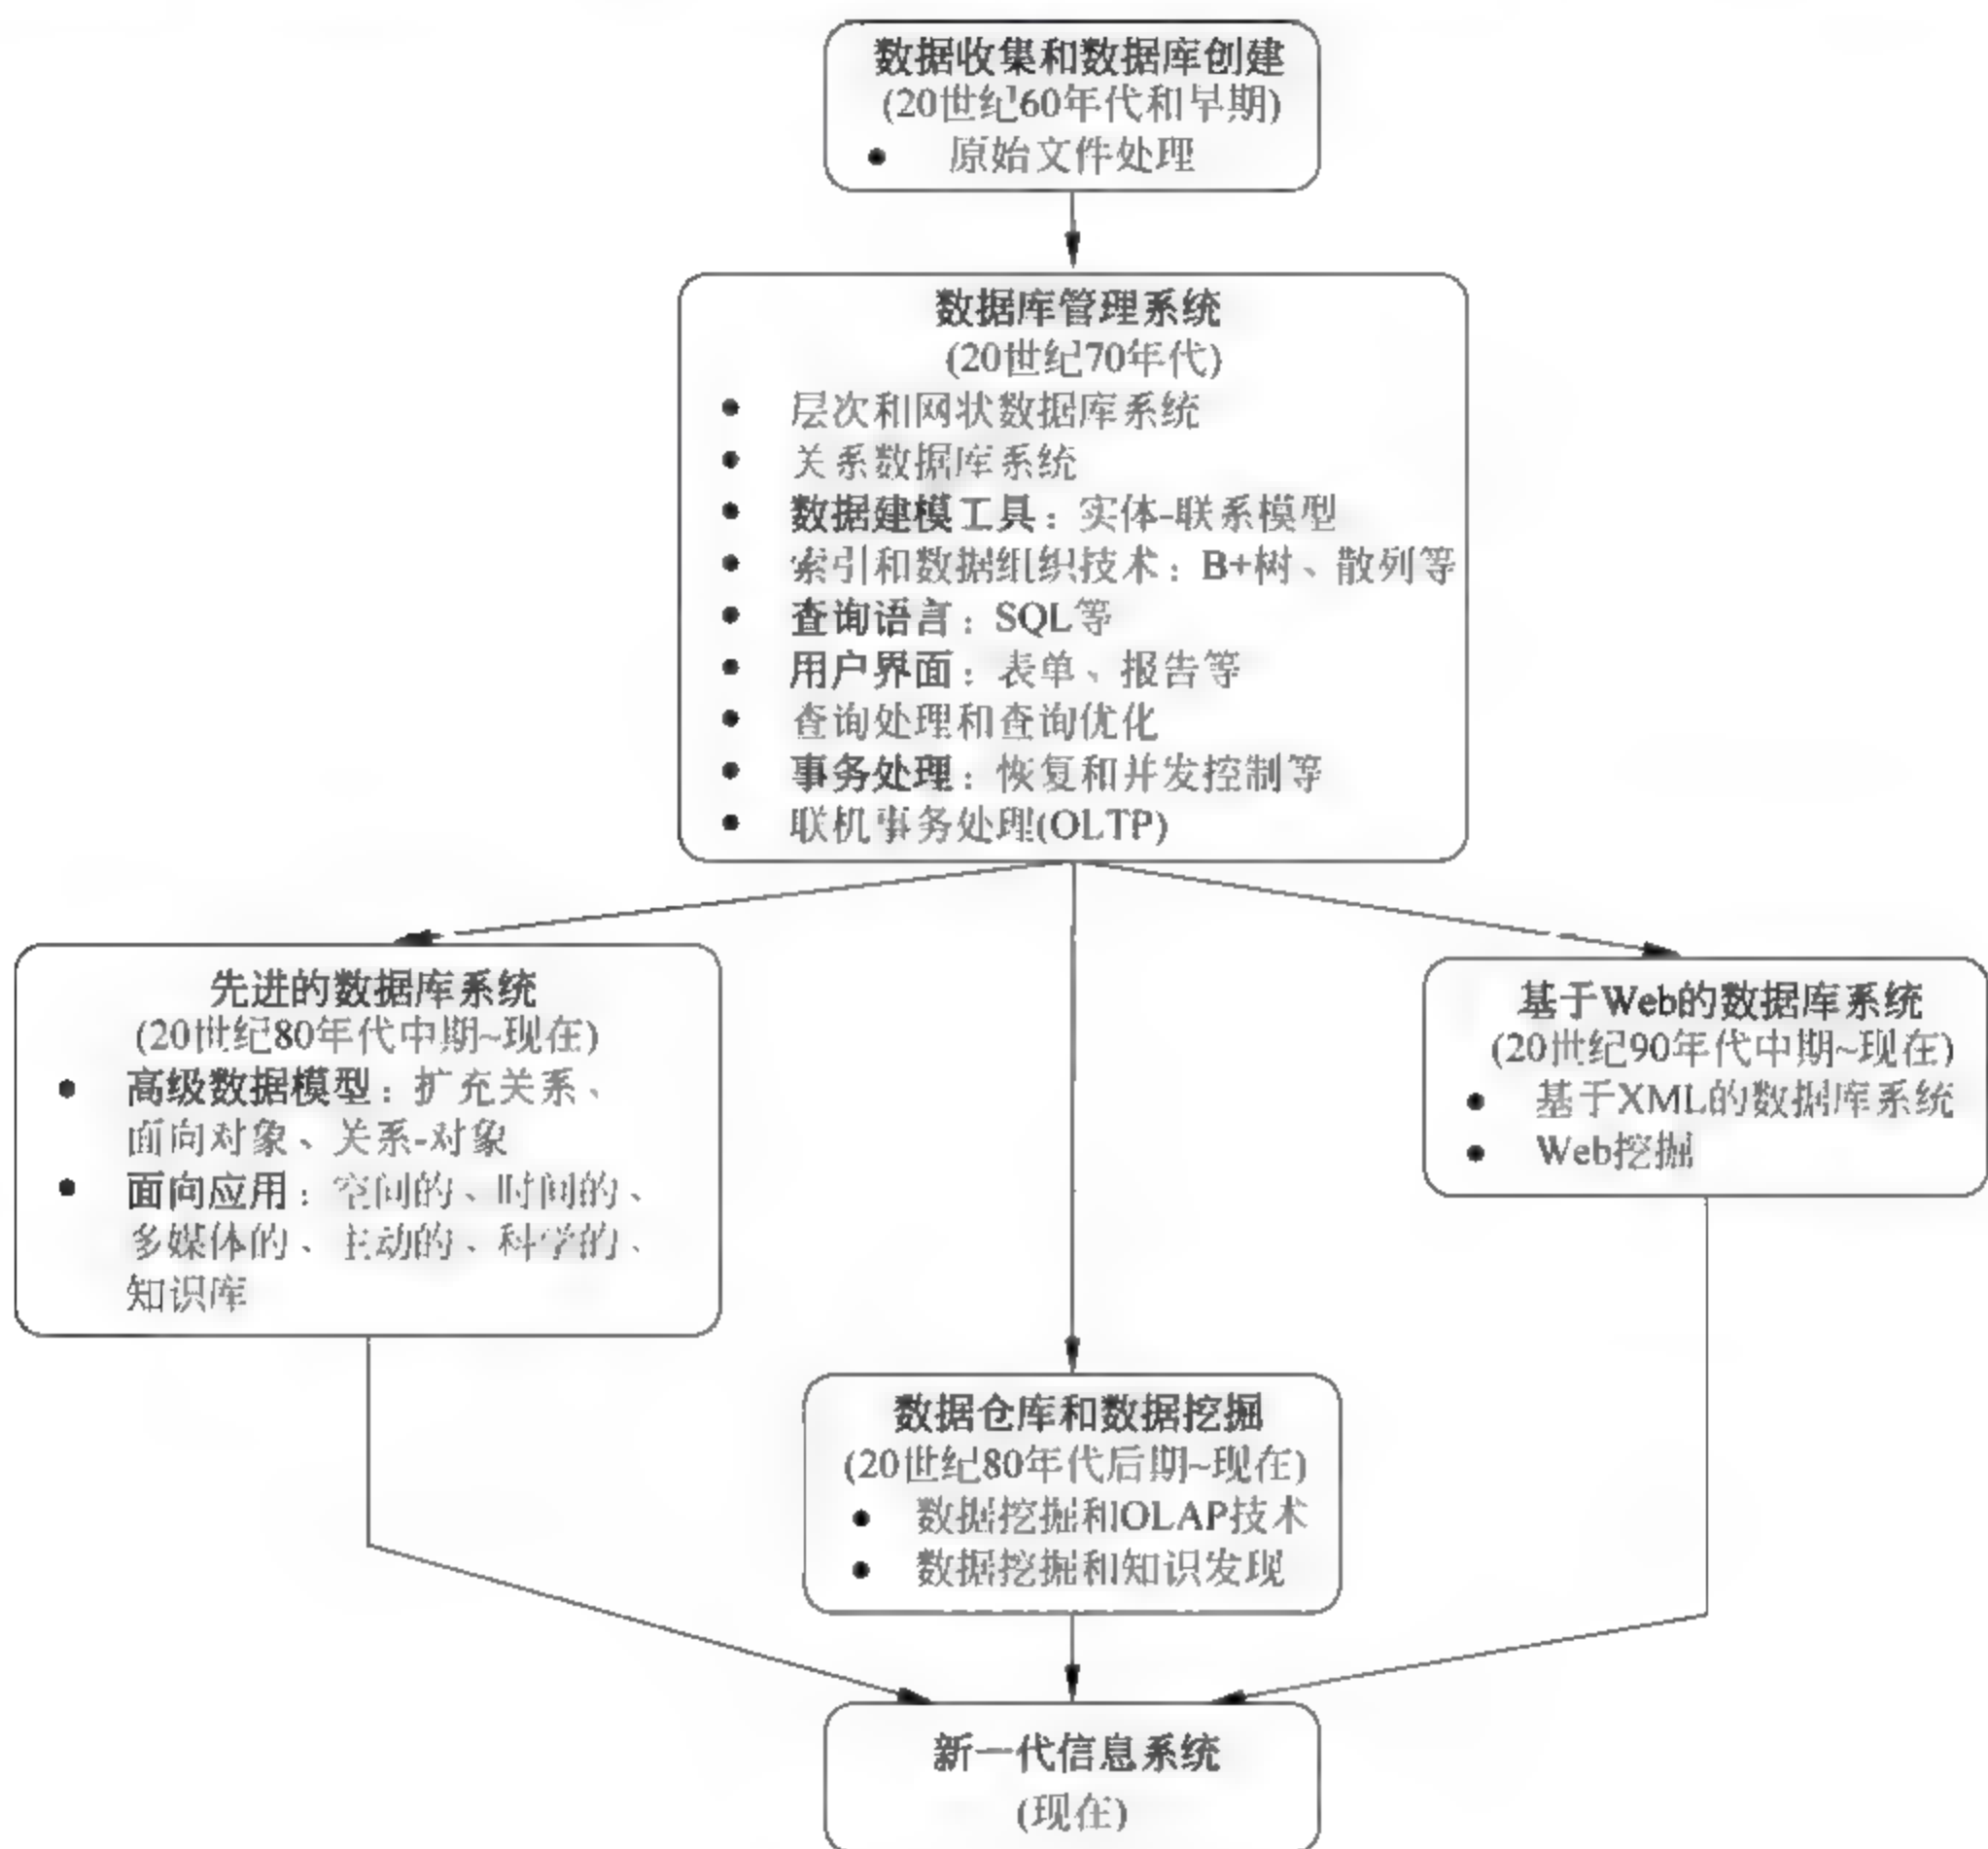 数据收集和数据库创建
(20世纪60年代和早期)
● 原始文件处理
数据库管理系统
(20世纪70年代)
● 层次和网状数据库系统
● 关系数据库系统
● 数据建模工具：实体-联系模型
● 索引和数据组织技术：B+树、散列等
● 查询语言：SQL等
● 用户界面：表单、报告等
● 查询处理和查询优化
● 事务处理：恢复和并发控制等
● 联机事务处理(OLTP)
先进的数据库系统
(20世纪80年代中期~现在)
● 高级数据模型：扩充关系、
面向对象、关系-对象
● 面向应用：空间的、时间的、
多媒体的、主动的、科学的、
知识库
基于Web的数据库系统
(20世纪90年代中期~现在)
● 基于XML的数据库系统
● Web挖掘
数据仓库和数据挖掘
(20世纪80年代后期~现在)
● 数据挖掘和OLAP技术
● 数据挖掘和知识发现
新一代信息系统
(现在)